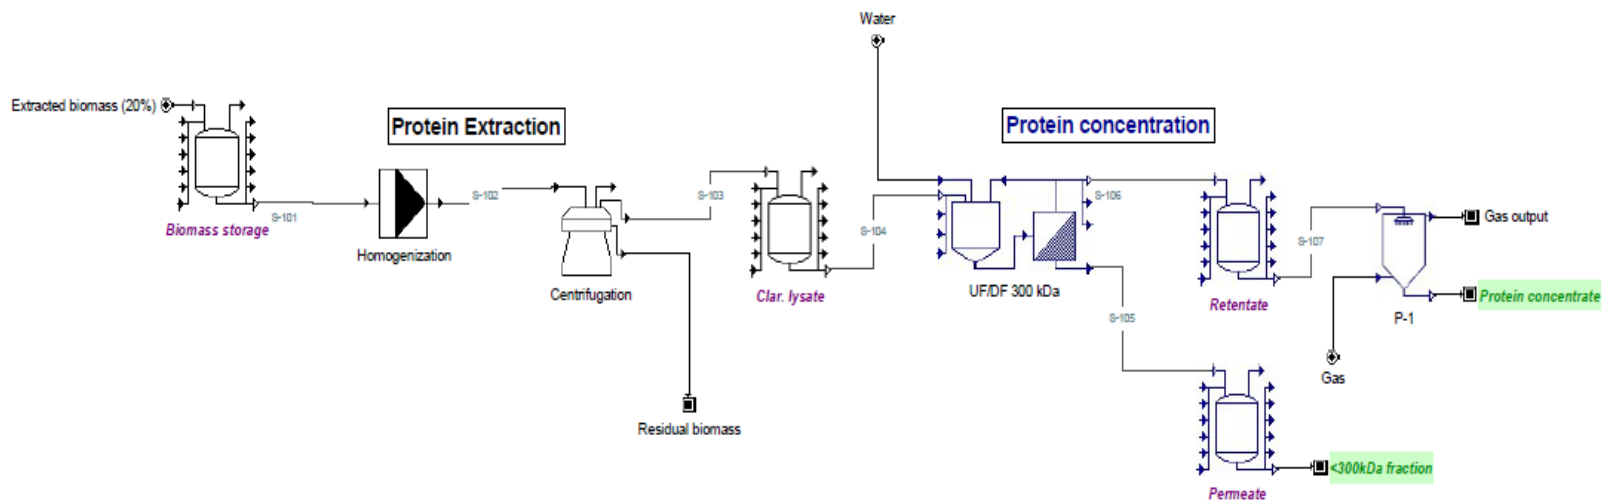 Water
Extracted biomass (20%)
Protein Extraction
Protein concentration
S-101
Biomass storage
Homogenization
S-102
Centrifugation
S-103
Residual biomass
Clar. lysate
S-104
UF/DF 300 kDa
S-106
S-105
Retentate
S-107
Gas output
Protein concentrate
P-1
Gas
<300kDa fraction
Permeate